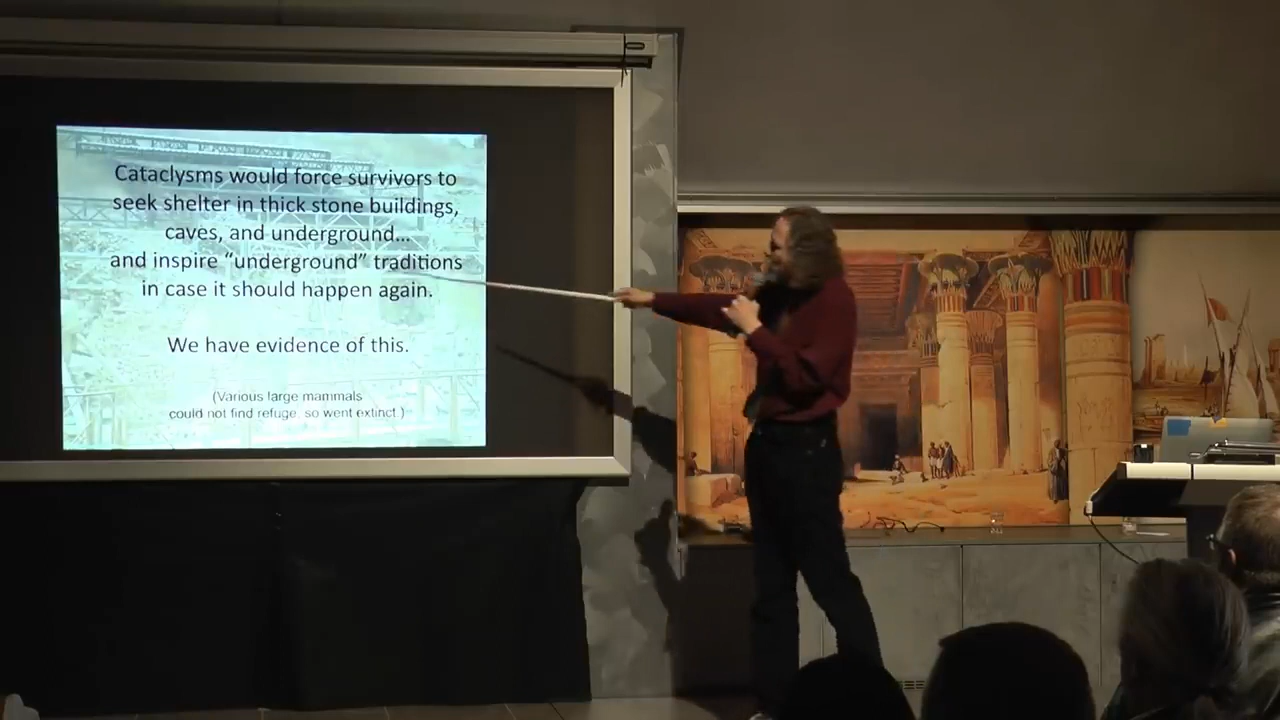 Cataclysms would force survivors to
seek shelter in thick stone buildings,
caves, and underground...
and inspire “underground” traditions
in case it should happen again.
We have evidence of this.
(Various large mammals
could not find refuge, so went extinct.)